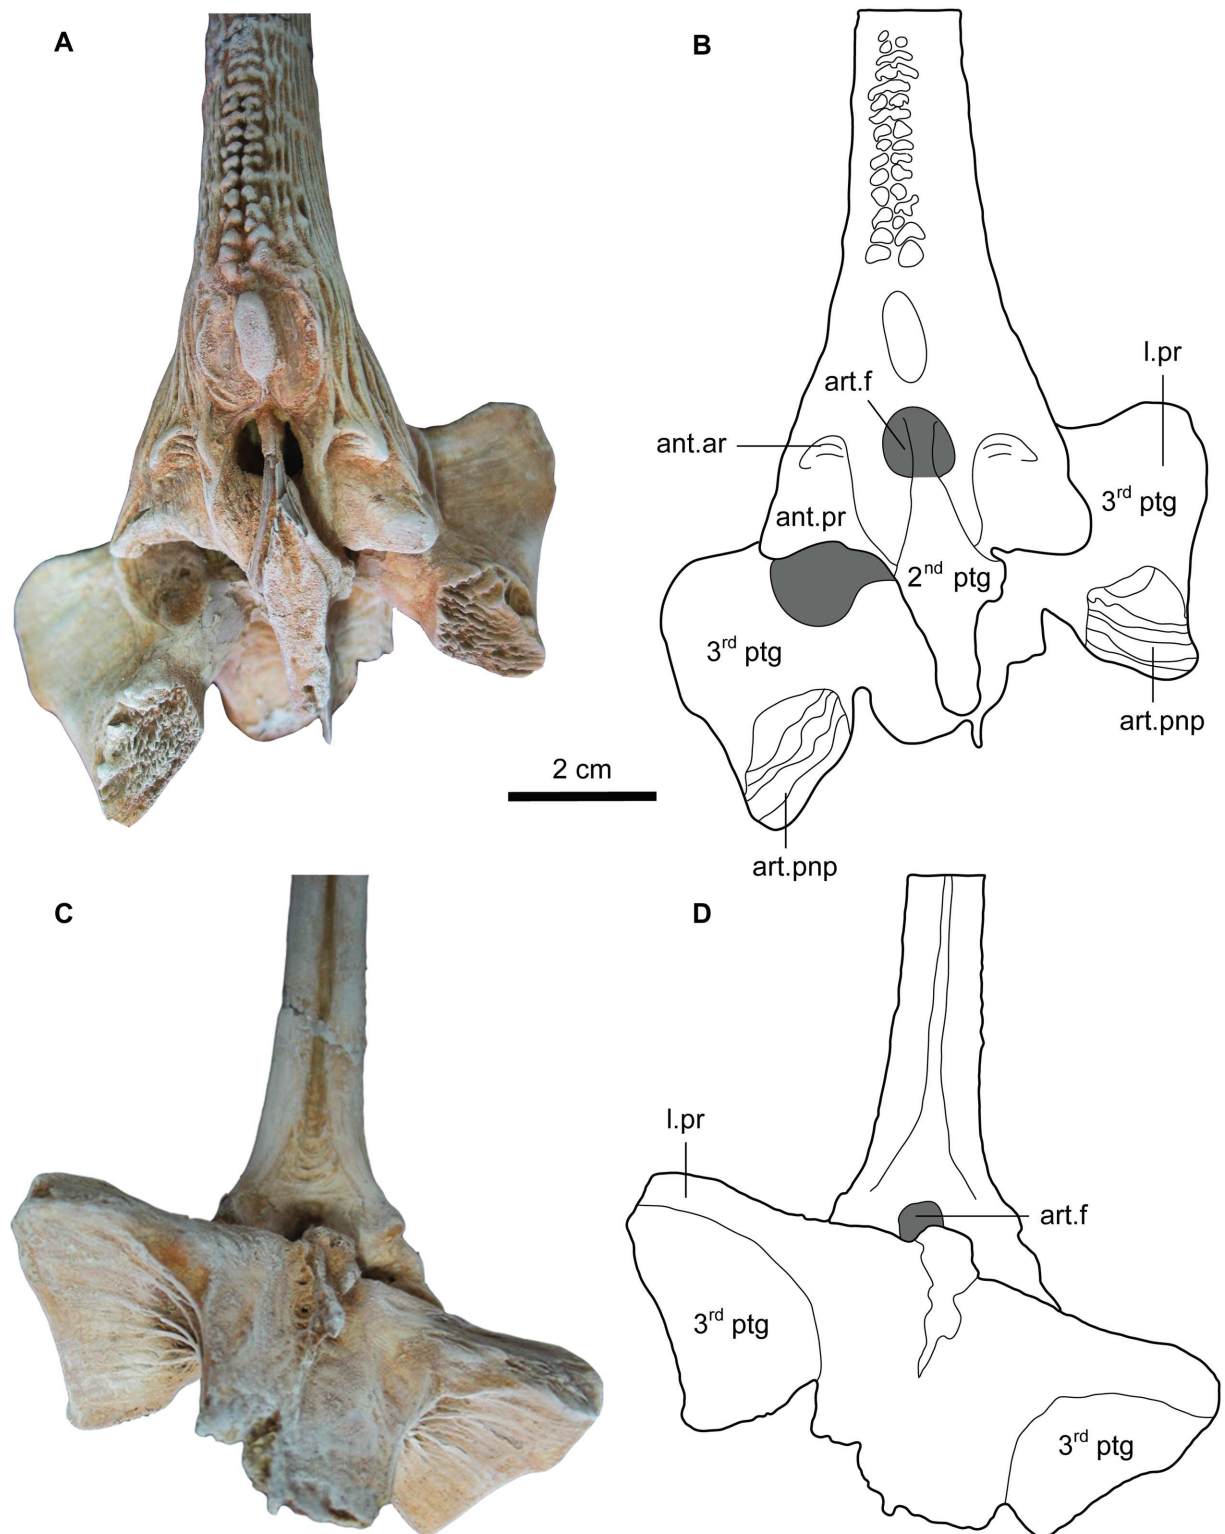 A
B
l.pr
art.f
ant.ar
3rd ptg
ant.pr
2nd ptg
3rd ptg
art.pnp
2 cm
art.pnp
C
D
l.pr
art.f
3rd ptg
3rd ptg